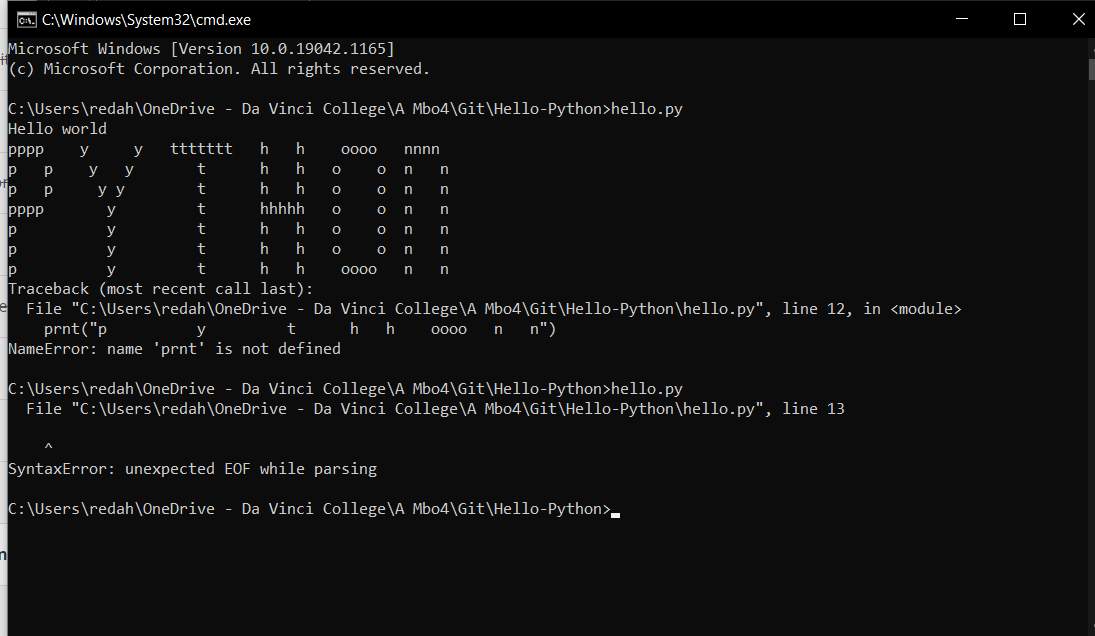 C:\Windows\System32\cmd.exe
Microsoft Windows [Version 10.0.19042.1165]
(c) Microsoft Corporation. All rights reserved.

C:\Users\redah\OneDrive - Da Vinci College\A Mbo4\Git\Hello-Python>hello.py
Hello world
pppp    y     y   ttttttt   h   h    oooo   nnnn
p   p    y   y       t      h   h   o    o  n   n
p   p     y y        t      h   h   o    o  n   n
pppp       y         t      hhhhh   o    o  n   n
p          y         t      h   h   o    o  n   n
p          y         t      h   h   o    o  n   n
p          y         t      h   h    oooo   n   n
Traceback (most recent call last):
  File "C:\Users\redah\OneDrive - Da Vinci College\A Mbo4\Git\Hello-Python\hello.py", line 12, in <module>
    prnt("p          y         t      h   h    oooo   n   n")
NameError: name 'prnt' is not defined

C:\Users\redah\OneDrive - Da Vinci College\A Mbo4\Git\Hello-Python>hello.py
  File "C:\Users\redah\OneDrive - Da Vinci College\A Mbo4\Git\Hello-Python\hello.py", line 13

    ^
SyntaxError: unexpected EOF while parsing

C:\Users\redah\OneDrive - Da Vinci College\A Mbo4\Git\Hello-Python>